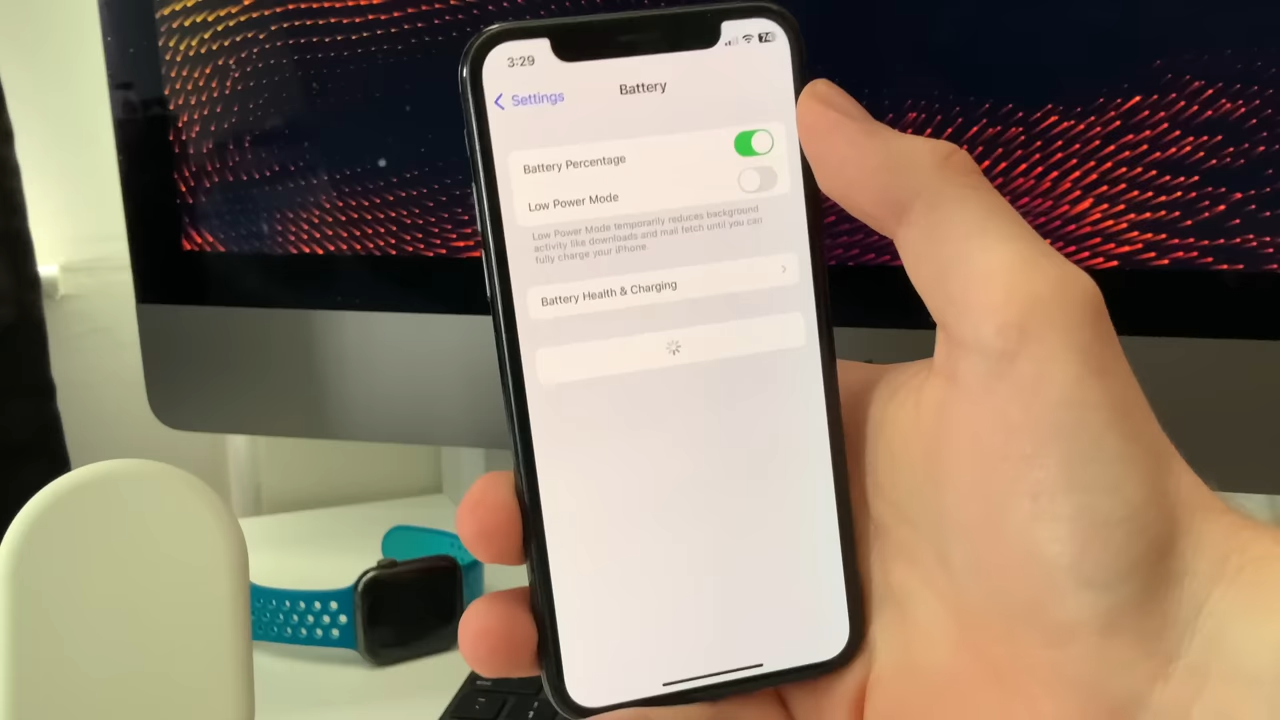 3:29
74
Settings
Battery
Battery Percentage
Low Power Mode
Low Power Mode temporarily reduces background
activity like downloads and mail fetch until you can
fully charge your iPhone
Battery Health & Charging